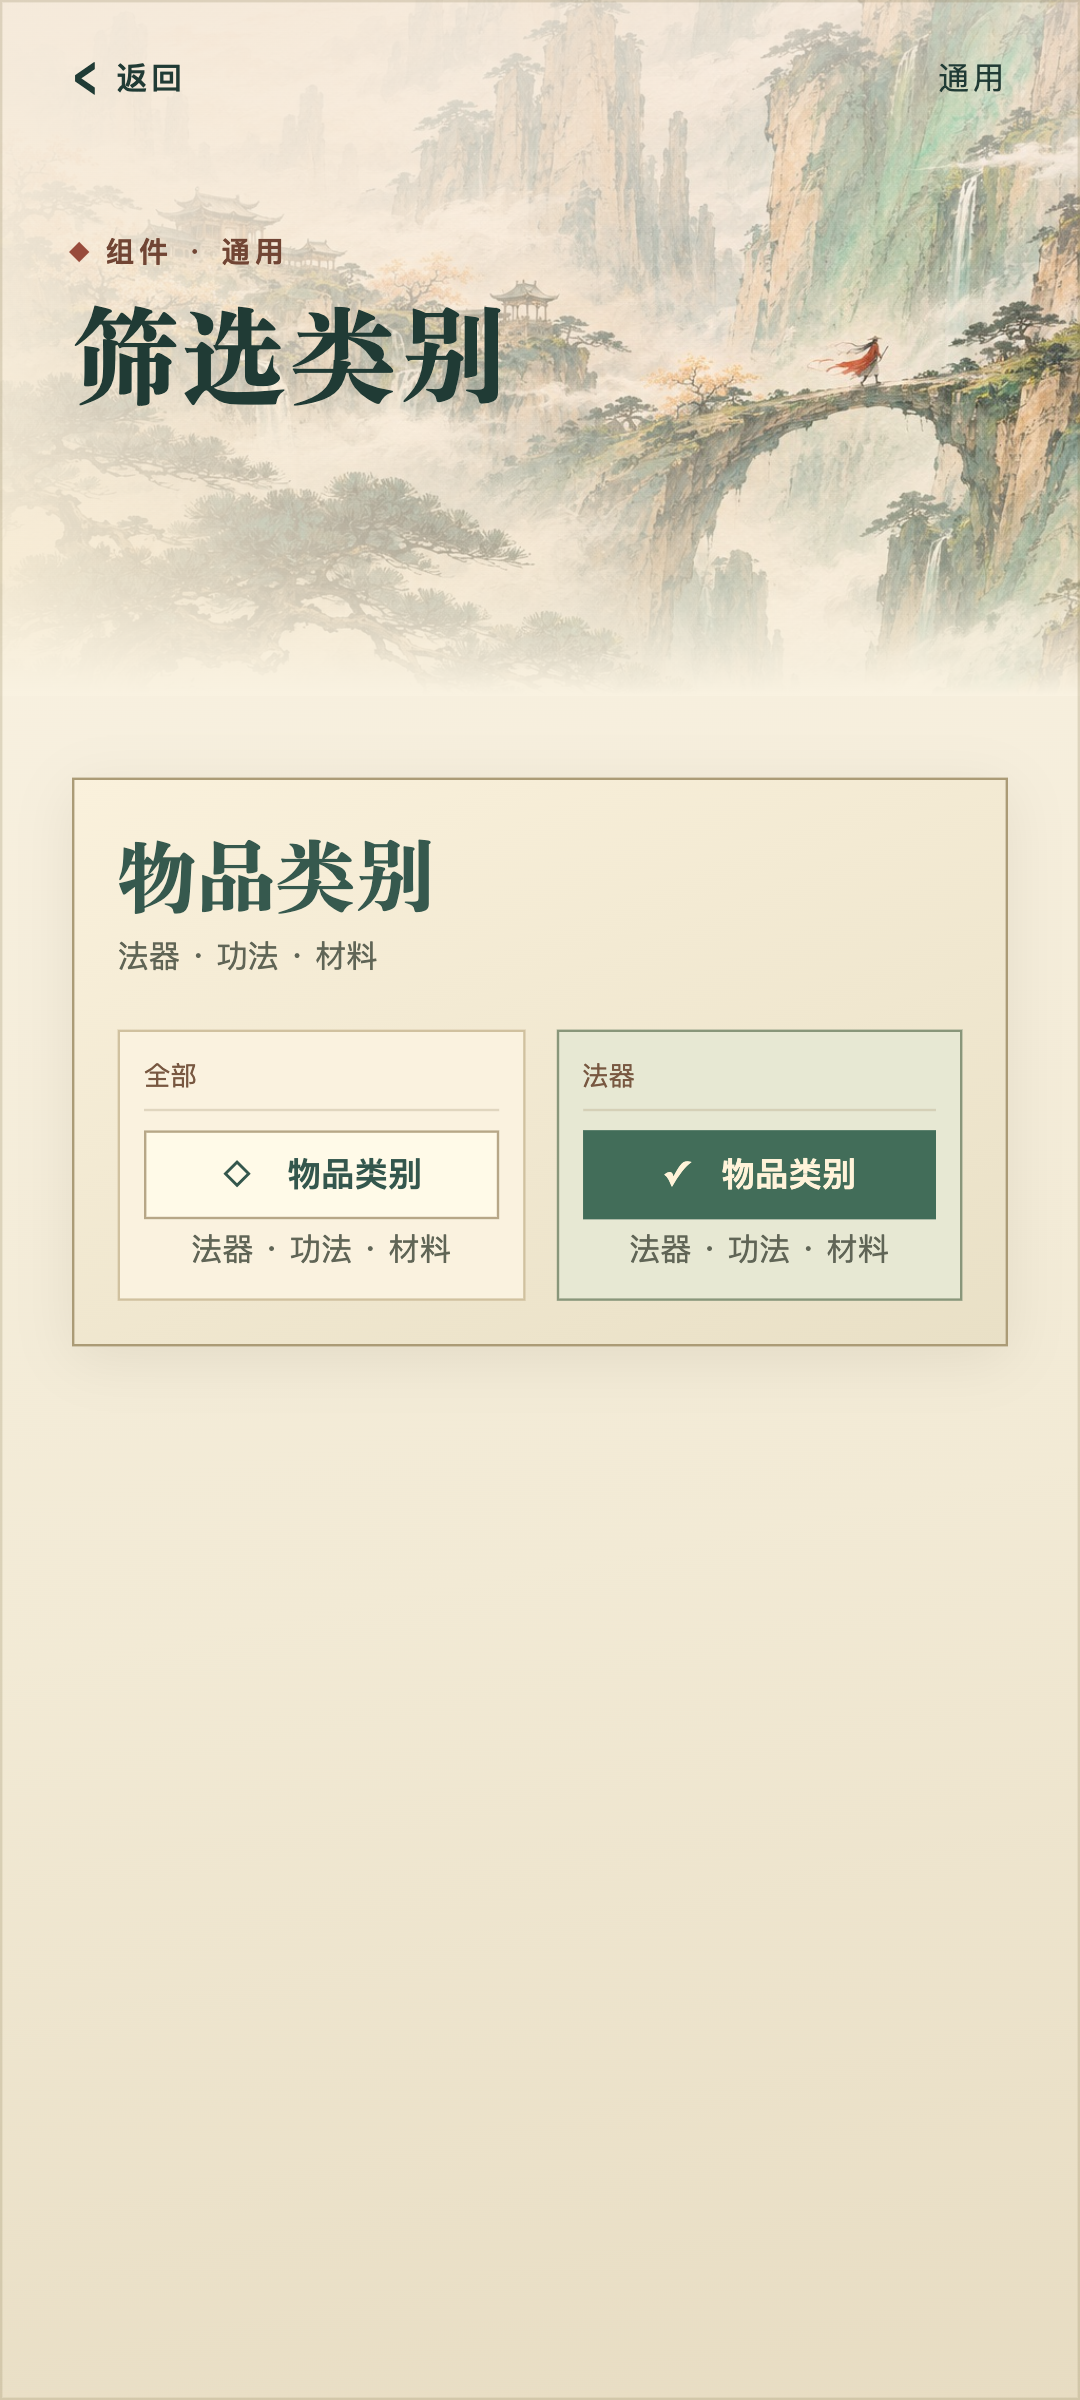 返回
通用
组件 · 通用
筛选类别
物品类别
法器 · 功法 · 材料
全部
物品类别
法器 · 功法 · 材料
法器
物品类别
法器 · 功法 · 材料